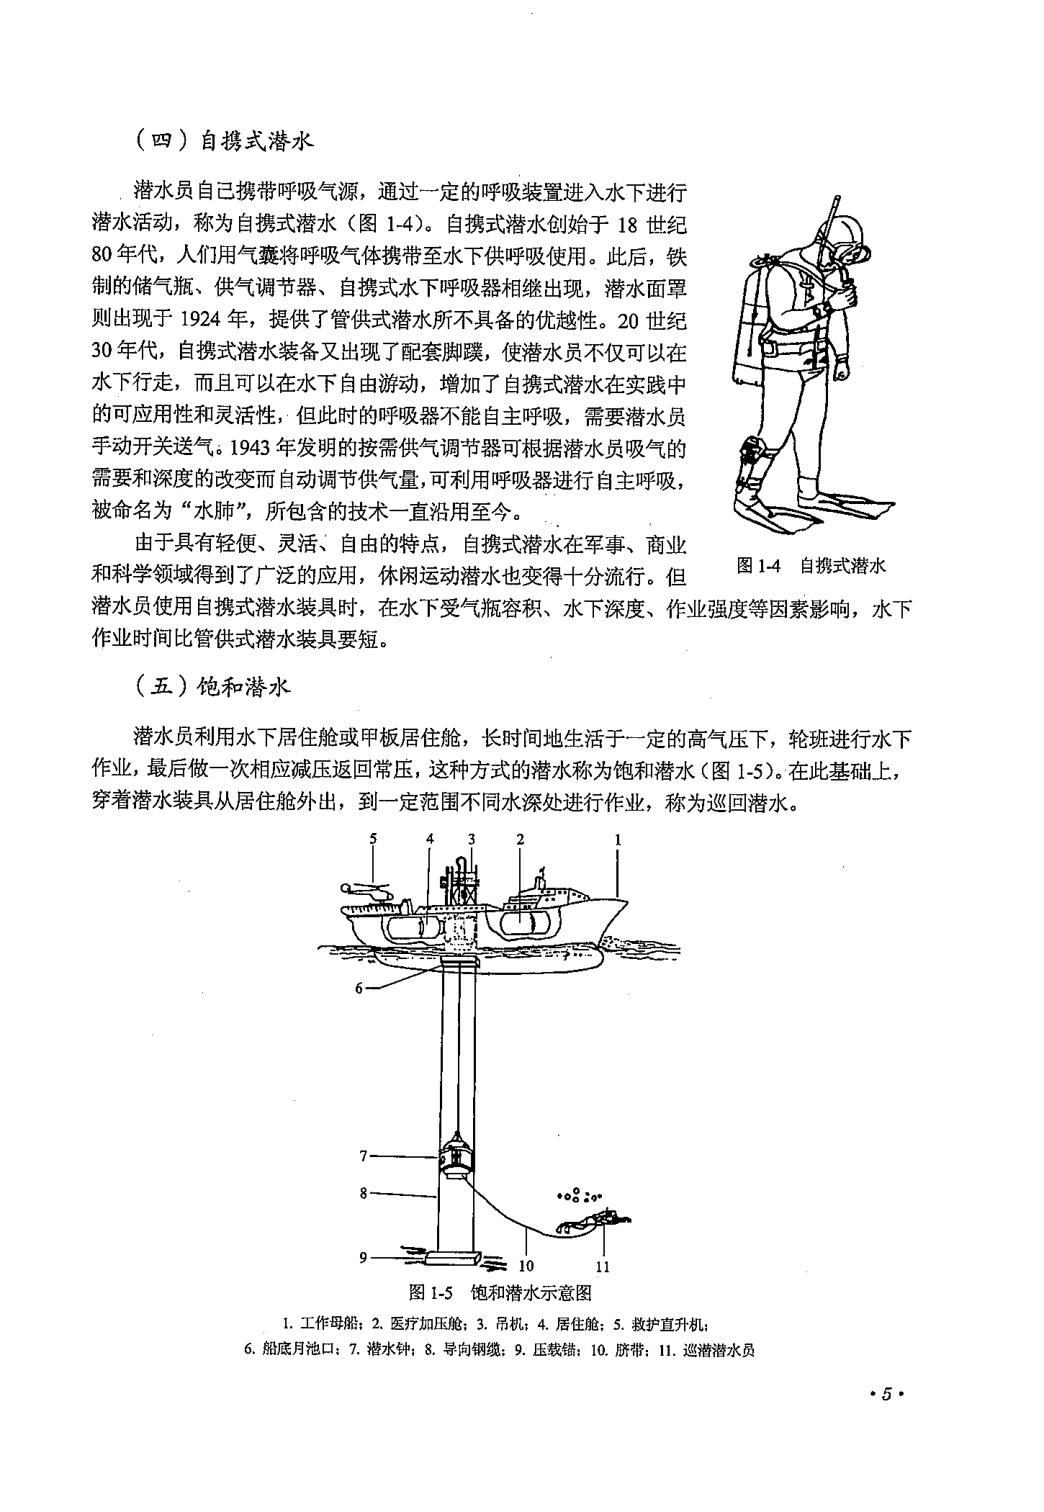 （四）自携式潜水
潜水员自已携带呼吸气源，通过一定的呼吸装置进入水下进行
潜水活动，称为自携式潜水（图 1-4）。自携式潜水创始于 18 世纪
80 年代，人们用气囊将呼吸气体携带至水下供呼吸使用。此后，铁
制的储气瓶、供气调节器、自携式水下呼吸器相继出现，潜水面罩
则出现于 1924 年，提供了管供式潜水所不具备的优越性。20 世纪
30 年代，自携式潜水装备又出现了配套脚蹼，使潜水员不仅可以在
水下行走，而且可以在水下自由游动，增加了自携式潜水在实践中
的可应用性和灵活性，但此时的呼吸器不能自主呼吸，需要潜水员
手动开关送气。1943 年发明的按需供气调节器可根据潜水员吸气的
需要和深度的改变而自动调节供气量，可利用呼吸器进行自主呼吸，
被命名为“水肺”，所包含的技术一直沿用至今。
由于具有轻便、灵活、自由的特点，自携式潜水在军事、商业
和科学领域得到了广泛的应用，休闲运动潜水也变得十分流行。但
图 1-4 自携式潜水
潜水员使用自携式潜水装具时，在水下受气瓶容积、水下深度、作业强度等因素影响，水下
作业时间比管供式潜水装具要短。
（五）饱和潜水
潜水员利用水下居住舱或甲板居住舱，长时间地生活于一定的高气压下，轮班进行水下
作业，最后做一次相应减压返回常压，这种方式的潜水称为饱和潜水（图 1-5）。在此基础上，
穿着潜水装具从居住舱外出，到一定范围不同水深处进行作业，称为巡回潜水。
5 4 3 2 1
6
7
8
9
10 11
图 1-5 饱和潜水示意图
1. 工作母船；2. 医疗加压舱；3. 吊机；4. 居住舱；5. 救护直升机；
6. 船底月池口；7. 潜水钟；8. 导向钢缆；9. 压载锚；10. 脐带；11. 巡潜潜水员
·5·